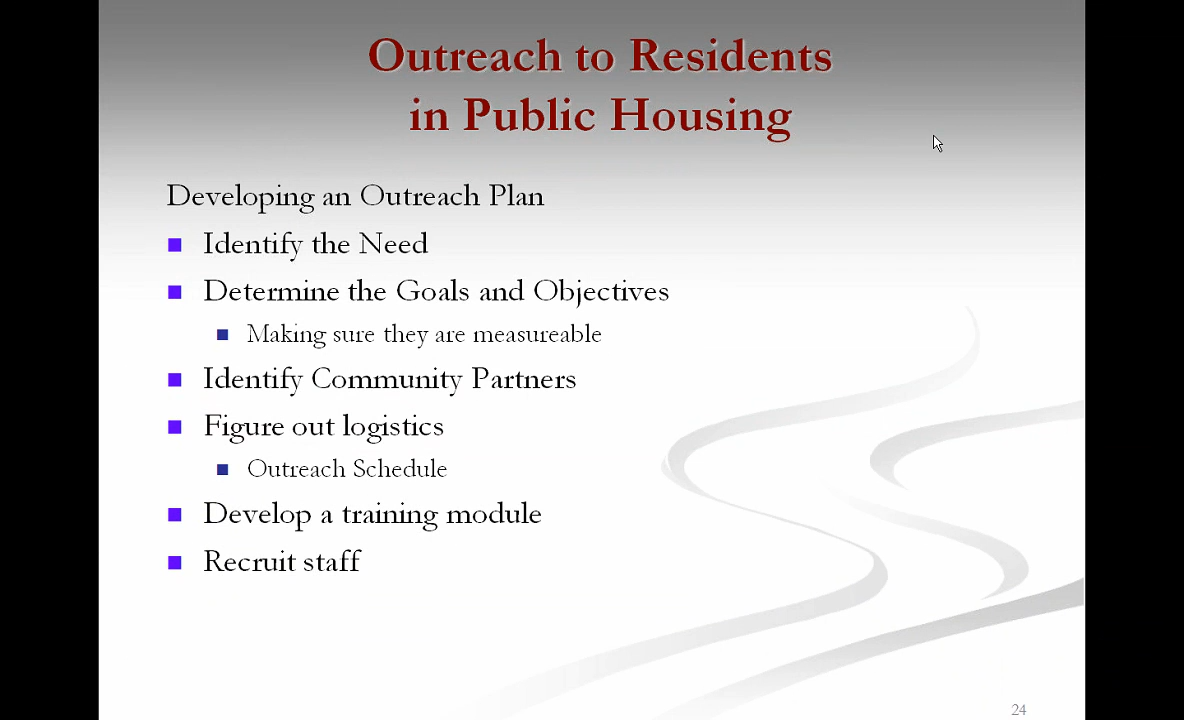 Outreach to Residents
in Public Housing
Developing an Outreach Plan
Identify the Need
Determine the Goals and Objectives
Making sure they are measureable
Identify Community Partners
Figure out logistics
Outreach Schedule
Develop a training module
Recruit staff
24